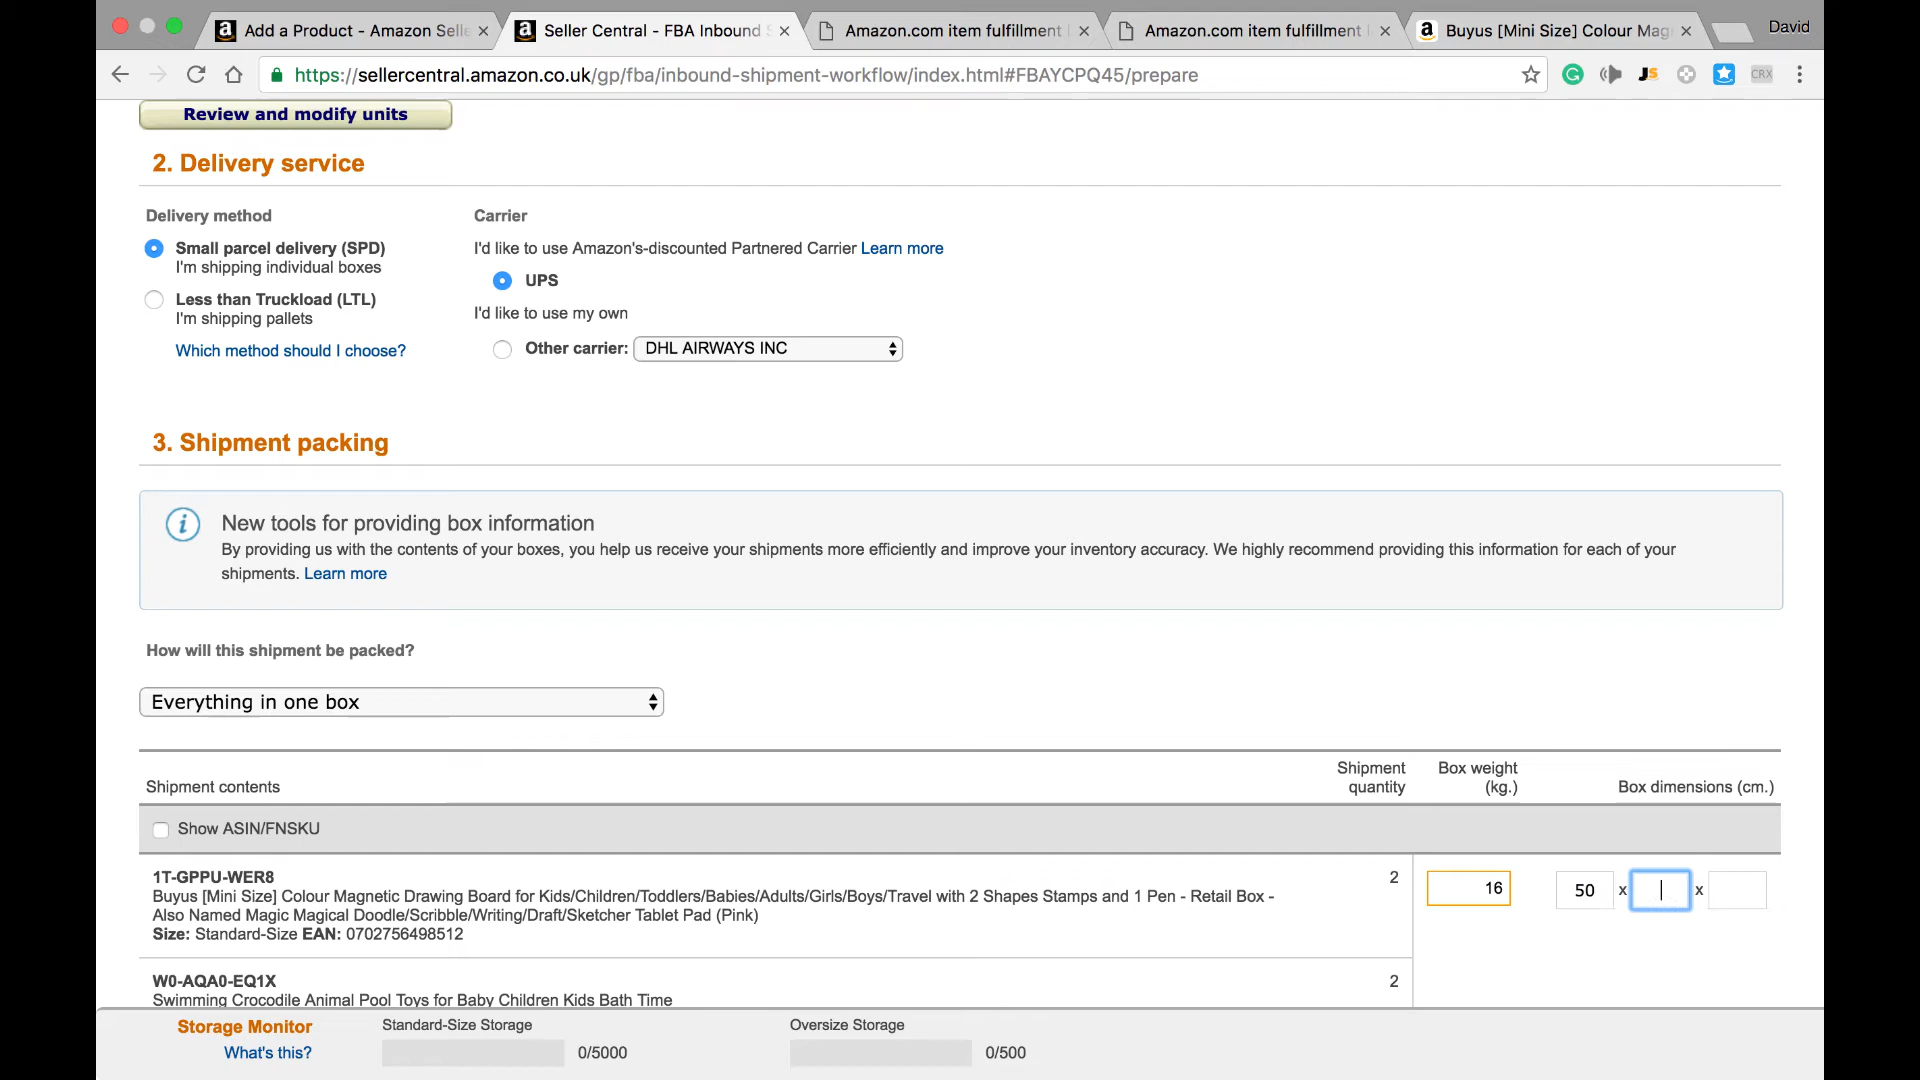 Add a Product - Amazon Selle
Seller Central - FBA Inbound S
Amazon.com item fulfillment
Amazon.com item fulfillment
Buyus [Mini Size] Colour Mag
David
https://sellercentral.amazon.co.uk/gp/fba/inbound-shipment-workflow/index.html#FBAYCPQ45/prepare
JS
CRX
Review and modify units
2. Delivery service
Delivery method
Carrier
Small parcel delivery (SPD)
I'm shipping individual boxes
I'd like to use Amazon's-discounted Partnered Carrier Learn more
UPS
Less than Truckload (LTL)
I'm shipping pallets
I'd like to use my own
Which method should I choose?
Other carrier: DHL AIRWAYS INC
3. Shipment packing
New tools for providing box information
By providing us with the contents of your boxes, you help us receive your shipments more efficiently and improve your inventory accuracy. We highly recommend providing this information for each of your
shipments. Learn more
How will this shipment be packed?
Everything in one box
Shipment contents
Shipment quantity
Box weight (kg.)
Box dimensions (cm.)
Show ASIN/FNSKU
1T-GPPU-WER8
2
16
50 x x
Buyus [Mini Size] Colour Magnetic Drawing Board for Kids/Children/Toddlers/Babies/Adults/Girls/Boys/Travel with 2 Shapes Stamps and 1 Pen - Retail Box -
Also Named Magic Magical Doodle/Scribble/Writing/Draft/Sketcher Tablet Pad (Pink)
Size: Standard-Size EAN: 0702756498512
W0-AQA0-EQ1X
2
Swimming Crocodile Animal Pool Toys for Baby Children Kids Bath Time
Storage Monitor
What's this?
Standard-Size Storage
0/5000
Oversize Storage
0/500